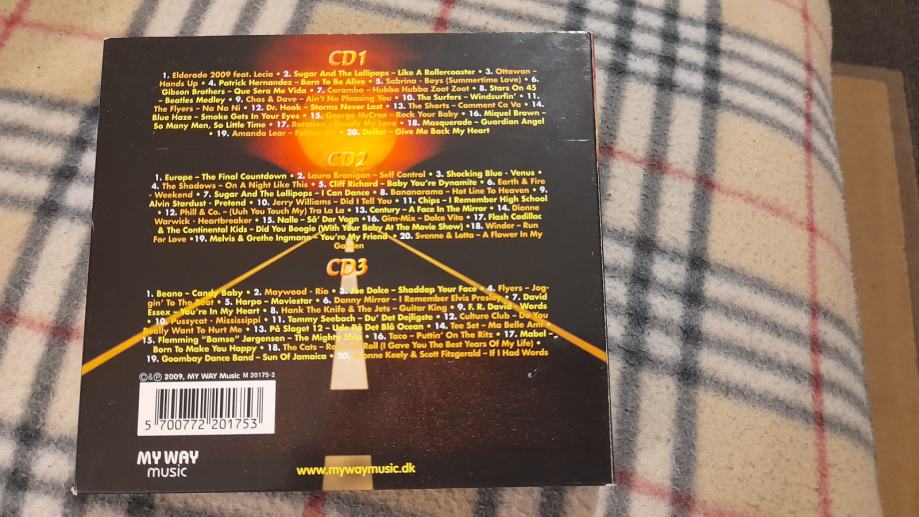 CD1
1. Eldorado 2009 feat. Lecia • 2. Sugar And The Lollipops – Like A Rollercoaster • 3. Ottawan –
Hands Up • 4. Patrick Hernandez – Born To Be Alive • 5. Sabrina - Boys (Summertime Love) • 6.
Gibson Brothers – Que Sera Me Vida • 7. Caramba – Hubba Hubba Zoot Zoot • 8. Stars On 45
– Beatles Medley • 9. Chas & Dave – Ain't No Pleasing You • 10. The Surfers – Windsurfin' • 11.
The Flyers – Na Na Ni • 12. Dr. Hook – Storms Never Last • 13. The Shorts – Comment Ca Va • 14.
Blue Haze – Smoke Gets In Your Eyes • 15. George McCrae – Rock Your Baby • 16. Miquel Brown –
So Many Men, So Little Time • 17. Rotation – Goody My Love • 18. Masquerade – Guardian Angel
• 19. Amanda Lear – Follow Me • 20. Dollar – Give Me Back My Heart
CD2
1. Europe – The Final Countdown • 2. Laura Branigan – Self Control • 3. Shocking Blue - Venus •
4. The Shadows – On A Night Like This • 5. Cliff Richard – Baby You're Dynamite • 6. Earth & Fire
- Weekend • 7. Sugar And The Lollipops – I Can Dance • 8. Bananarama - Hot Line To Heaven • 9.
Alvin Stardust - Pretend • 10. Jerry Williams – Did I Tell You • 11. Chips – I Remember High School
• 12. Phill & Co. – (Uuh You Touch My) Tra La La • 13. Century – A Face In The Mirror • 14. Dionne
Warwick - Heartbreaker • 15. Nalle – Så' Der Vogn •16. Gim-Mix – Dolce Vita • 17. Flash Cadillac
& The Continental Kids – Did You Boogie (With Your Baby At The Movie Show) •18. Winder – Run
For Love •19. Melvis & Grethe Ingmann – You're My Friend • 20. Svenne & Lotta – A Flower In My
Garden
CD3
1. Beano – Candy Baby • 2. Maywood - Rio • 3. Joe Dolce – Shaddap Your Face • 4. Flyers – Jog-
gin' To The Beat • 5. Harpo – Moviestar • 6. Danny Mirror – I Remember Elvis Presley • 7. David
Essex – You're In My Heart • 8. Hank The Knife & The Jets – Guitar King • 9. F. R. David – Words
• 10. Pussycat - Mississippi • 11. Tommy Seebach – Du' Det Dejligste • 12. Culture Club – Do You
Really Want To Hurt Me • 13. På Slaget 12 – Ude På Det Blå Ocean • 14. Tee Set – Ma Belle Amie •
15. Flemming "Bamse" Jørgensen – The Mighty Ship • 16. Taco – Puttin' On The Ritz • 17. Mabel –
Born To Make You Happy • 18. The Cats – Rock 'N' Roll (I Gave You The Best Years Of My Life) •
19. Goombay Dance Band – Sun Of Jamaica • 20. Yvonne Keely & Scott Fitzgerald – If I Had Words
©&℗ 2009, MY WAY Music M 20175-2
5 700772 201753
MY WAY
music
www.mywaymusic.dk